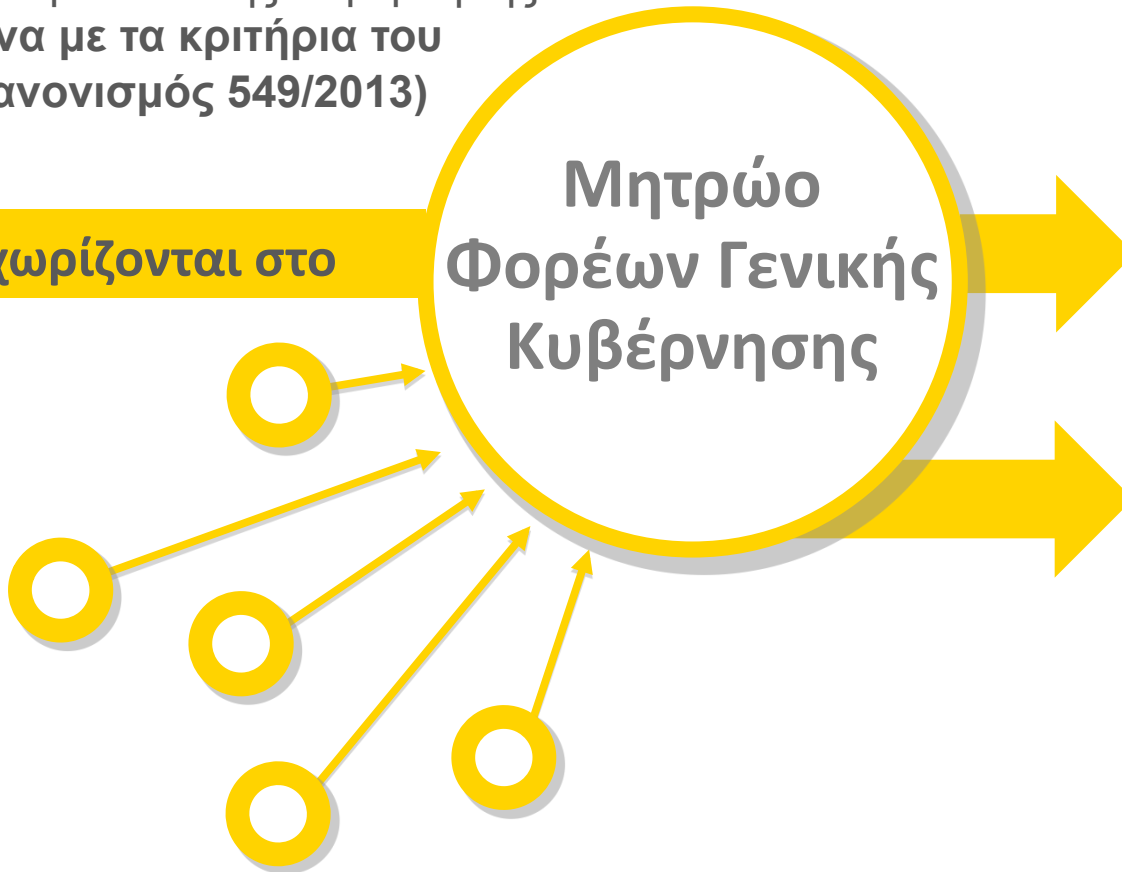 να με τα κριτήρια του
ανονισμός 549/2013)
χωρίζονται στο
Μητρώο
Φορέων Γενικής
Κυβέρνησης